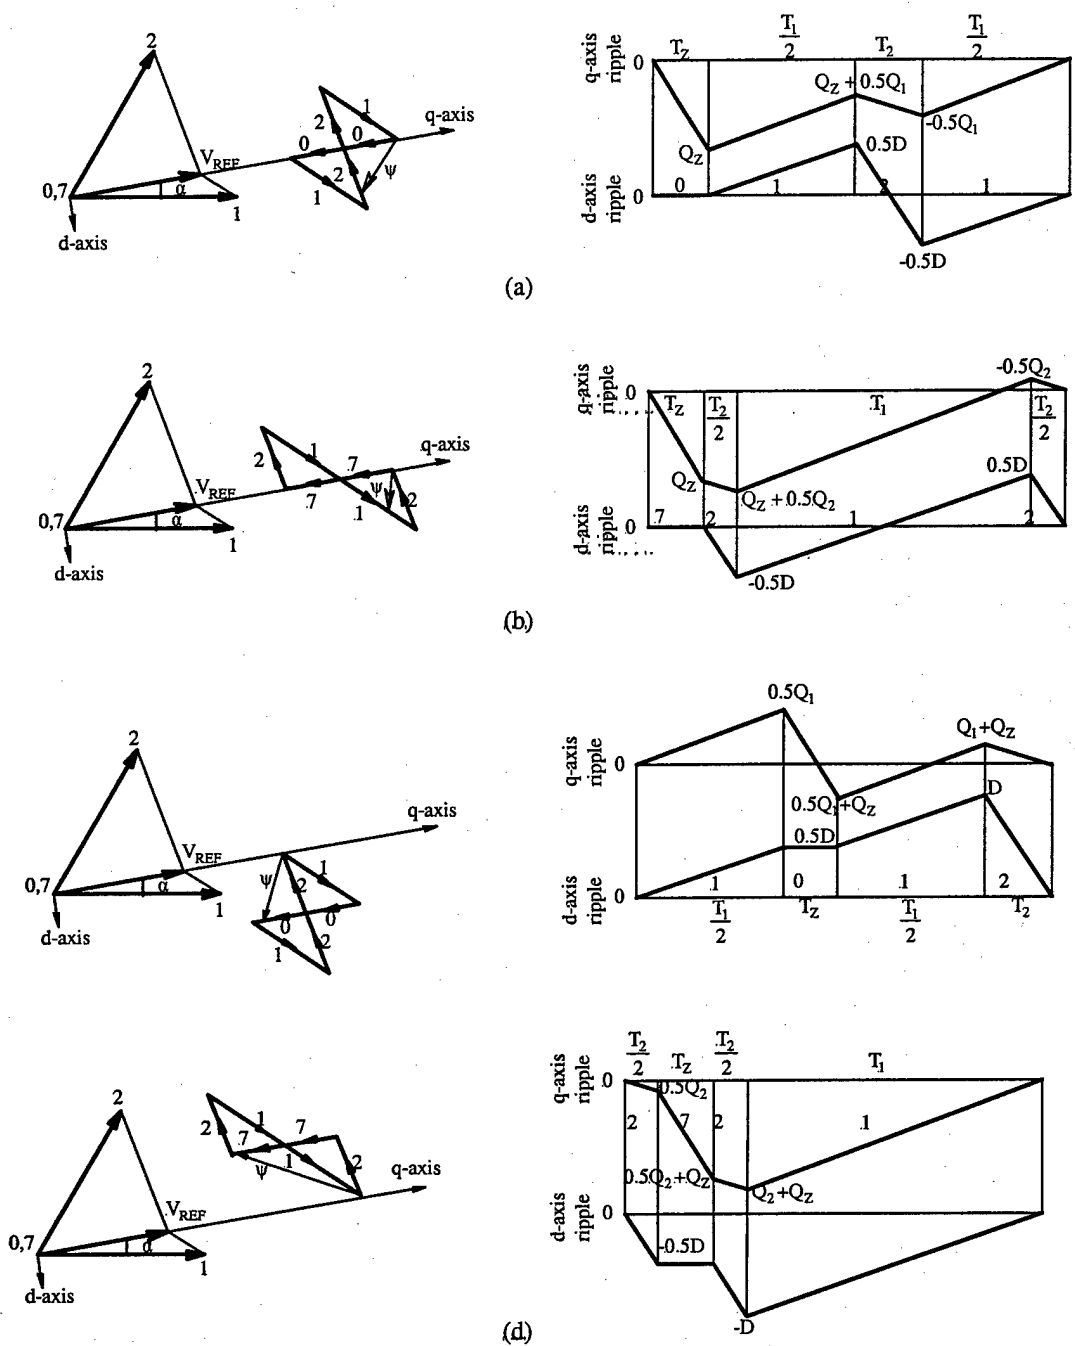 2
1
q-axis
2
0
0
V_REF
2
ψ
0,7
α
1
1
d-axis
q-axis ripple
0
T_Z
T_1/2
T_2
T_1/2
Q_Z + 0.5Q_1
-0.5Q_1
Q_Z
0.5D
d-axis ripple
0
0
1
2
1
-0.5D
(a)
2
q-axis
1
7
2
ψ
V_REF
7
1
2
0,7
α
1
d-axis
q-axis ripple
0
-0.5Q_2
T_Z
T_2/2
T_1
T_2/2
Q_Z
Q_Z + 0.5Q_2
0.5D
d-axis ripple
0
7
2
1
2
-0.5D
(b)
2
q-axis
V_REF
1
ψ
2
0,7
α
1
0
0
d-axis
1
2
0.5Q_1
Q_1+Q_Z
q-axis ripple
0
0.5Q_1+Q_Z
D
0.5D
d-axis ripple
0
1
0
1
2
T_1/2
T_Z
T_1/2
T_2
2
1
2
7
7
ψ
1
2
q-axis
V_REF
0,7
α
1
d-axis
T_2/2
T_Z
T_2/2
T_1
q-axis ripple
0
0.5Q_2
2
7
2
1
0.5Q_2+Q_Z
Q_2+Q_Z
d-axis ripple
0
-0.5D
-D
(d)